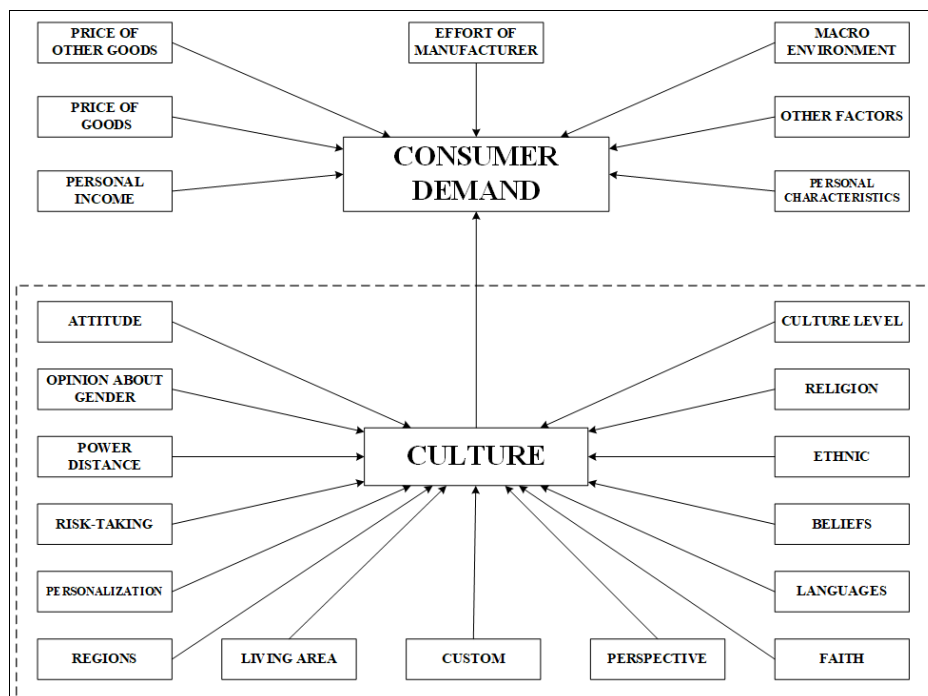 PRICE OF
OTHER GOODS
EFFORT OF
MANUFACTURER
MACRO
ENVIRONMENT
PRICE OF
GOODS
OTHER FACTORS
CONSUMER
DEMAND
PERSONAL
INCOME
PERSONAL
CHARACTERISTICS
ATTITUDE
CULTURE LEVEL
OPINION ABOUT
GENDER
RELIGION
POWER
DISTANCE
CULTURE
ETHNIC
RISK-TAKING
BELIEFS
PERSONALIZATION
LANGUAGES
REGIONS
LIVING AREA
CUSTOM
PERSPECTIVE
FAITH